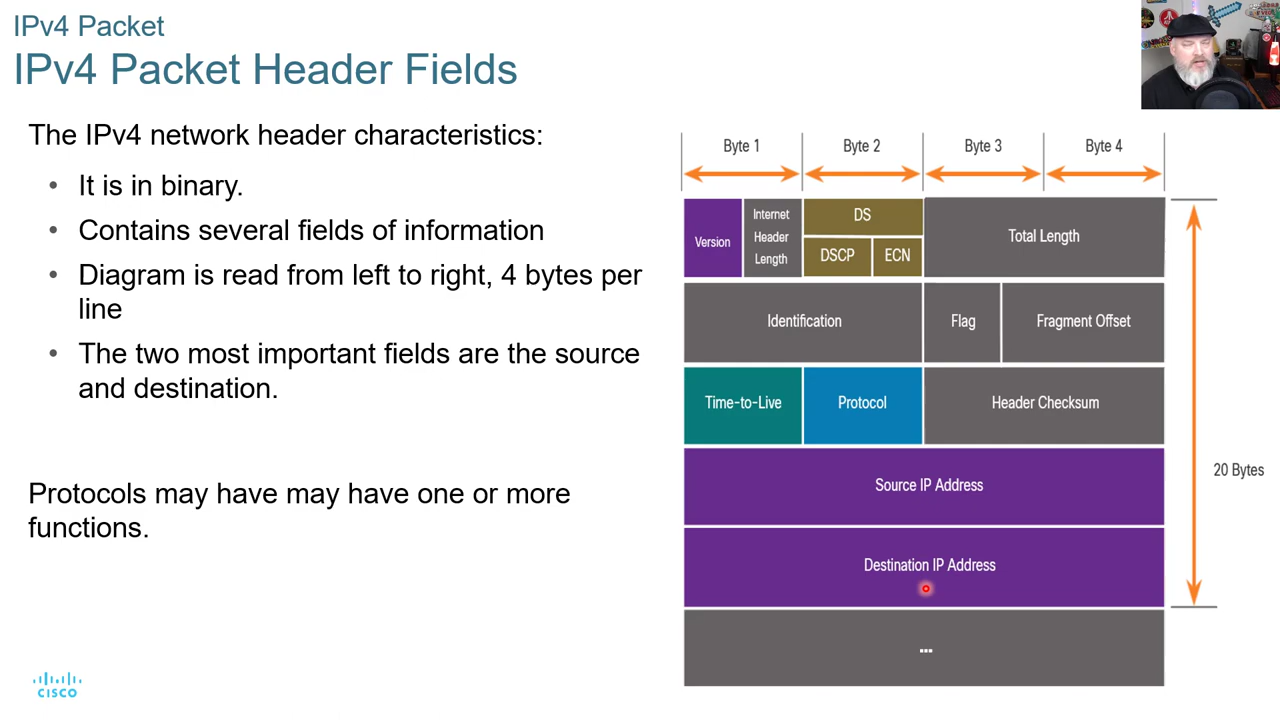 IPv4 Packet
IPv4 Packet Header Fields
The IPv4 network header characteristics:
• It is in binary.
• Contains several fields of information
• Diagram is read from left to right, 4 bytes per
line
• The two most important fields are the source
and destination.
Protocols may have may have one or more
functions.
Byte 1 Byte 2 Byte 3 Byte 4
Version
Internet
Header
Length
DS
DSCP ECN
Total Length
Identification Flag Fragment Offset
Time-to-Live Protocol Header Checksum
Source IP Address
Destination IP Address
...
20 Bytes
CISCO